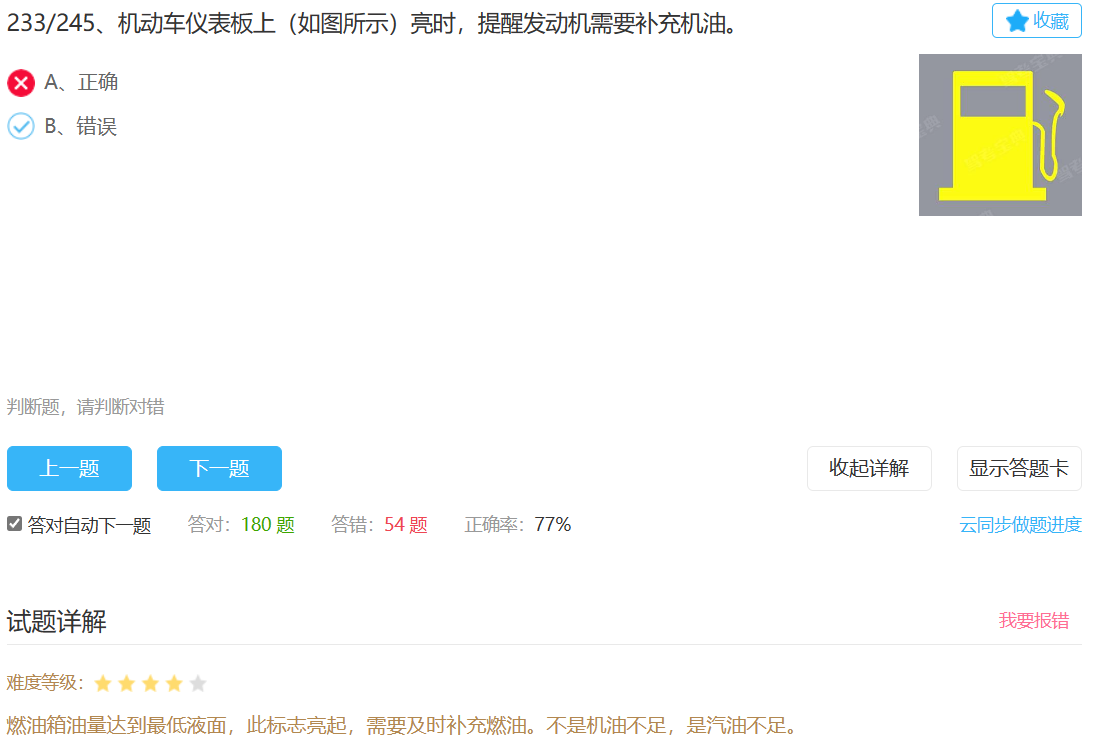 233/245、机动车仪表板上（如图所示）亮时，提醒发动机需要补充机油。
收藏
A、正确
B、错误
判断题，请判断对错
上一题
下一题
收起详解
显示答题卡
答对自动下一题
答对：180 题
答错：54 题
正确率：77%
云同步做题进度
试题详解
我要报错
难度等级：
燃油箱油量达到最低液面，此标志亮起，需要及时补充燃油。不是机油不足，是汽油不足。